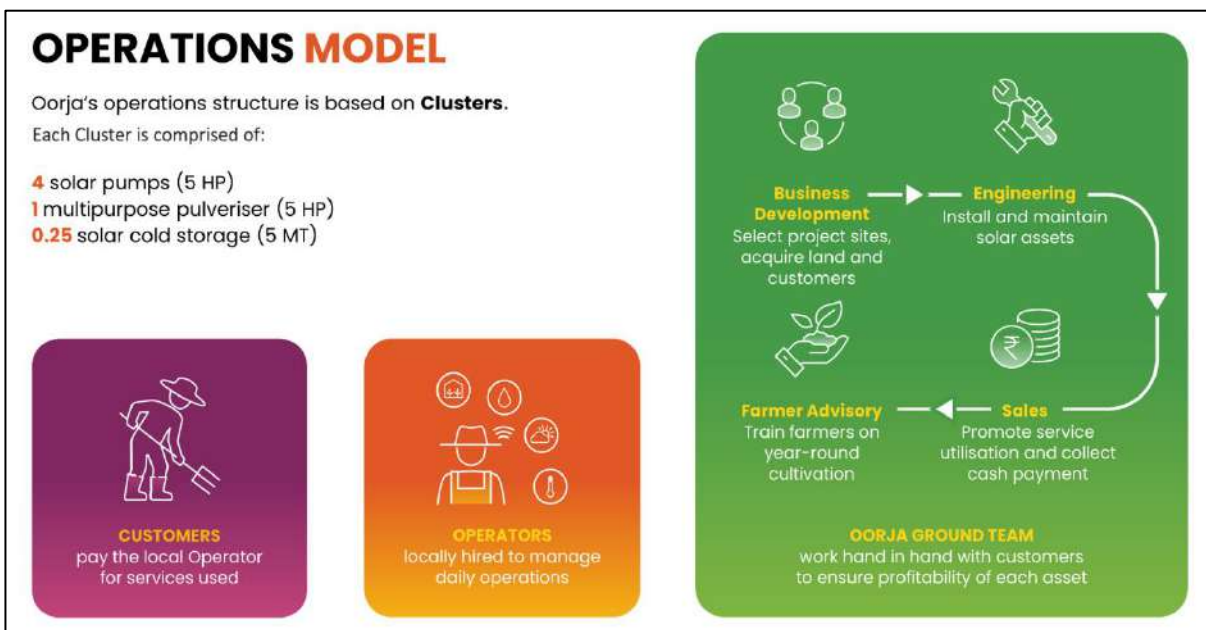 OPERATIONS MODEL
Oorja's operations structure is based on Clusters.
Each Cluster is comprised of:
4 solar pumps (5 HP)
1 multipurpose pulveriser (5 HP)
0.25 solar cold storage (5 MT)
CUSTOMERS
pay the local Operator
for services used
OPERATORS
locally hired to manage
daily operations
Business
Development
Select project sites,
acquire land and
customers
Engineering
Install and maintain
solar assets
₹
Sales
Promote service
utilisation and collect
cash payment
Farmer Advisory
Train farmers on
year-round
cultivation
OORJA GROUND TEAM
work hand in hand with customers
to ensure profitability of each asset